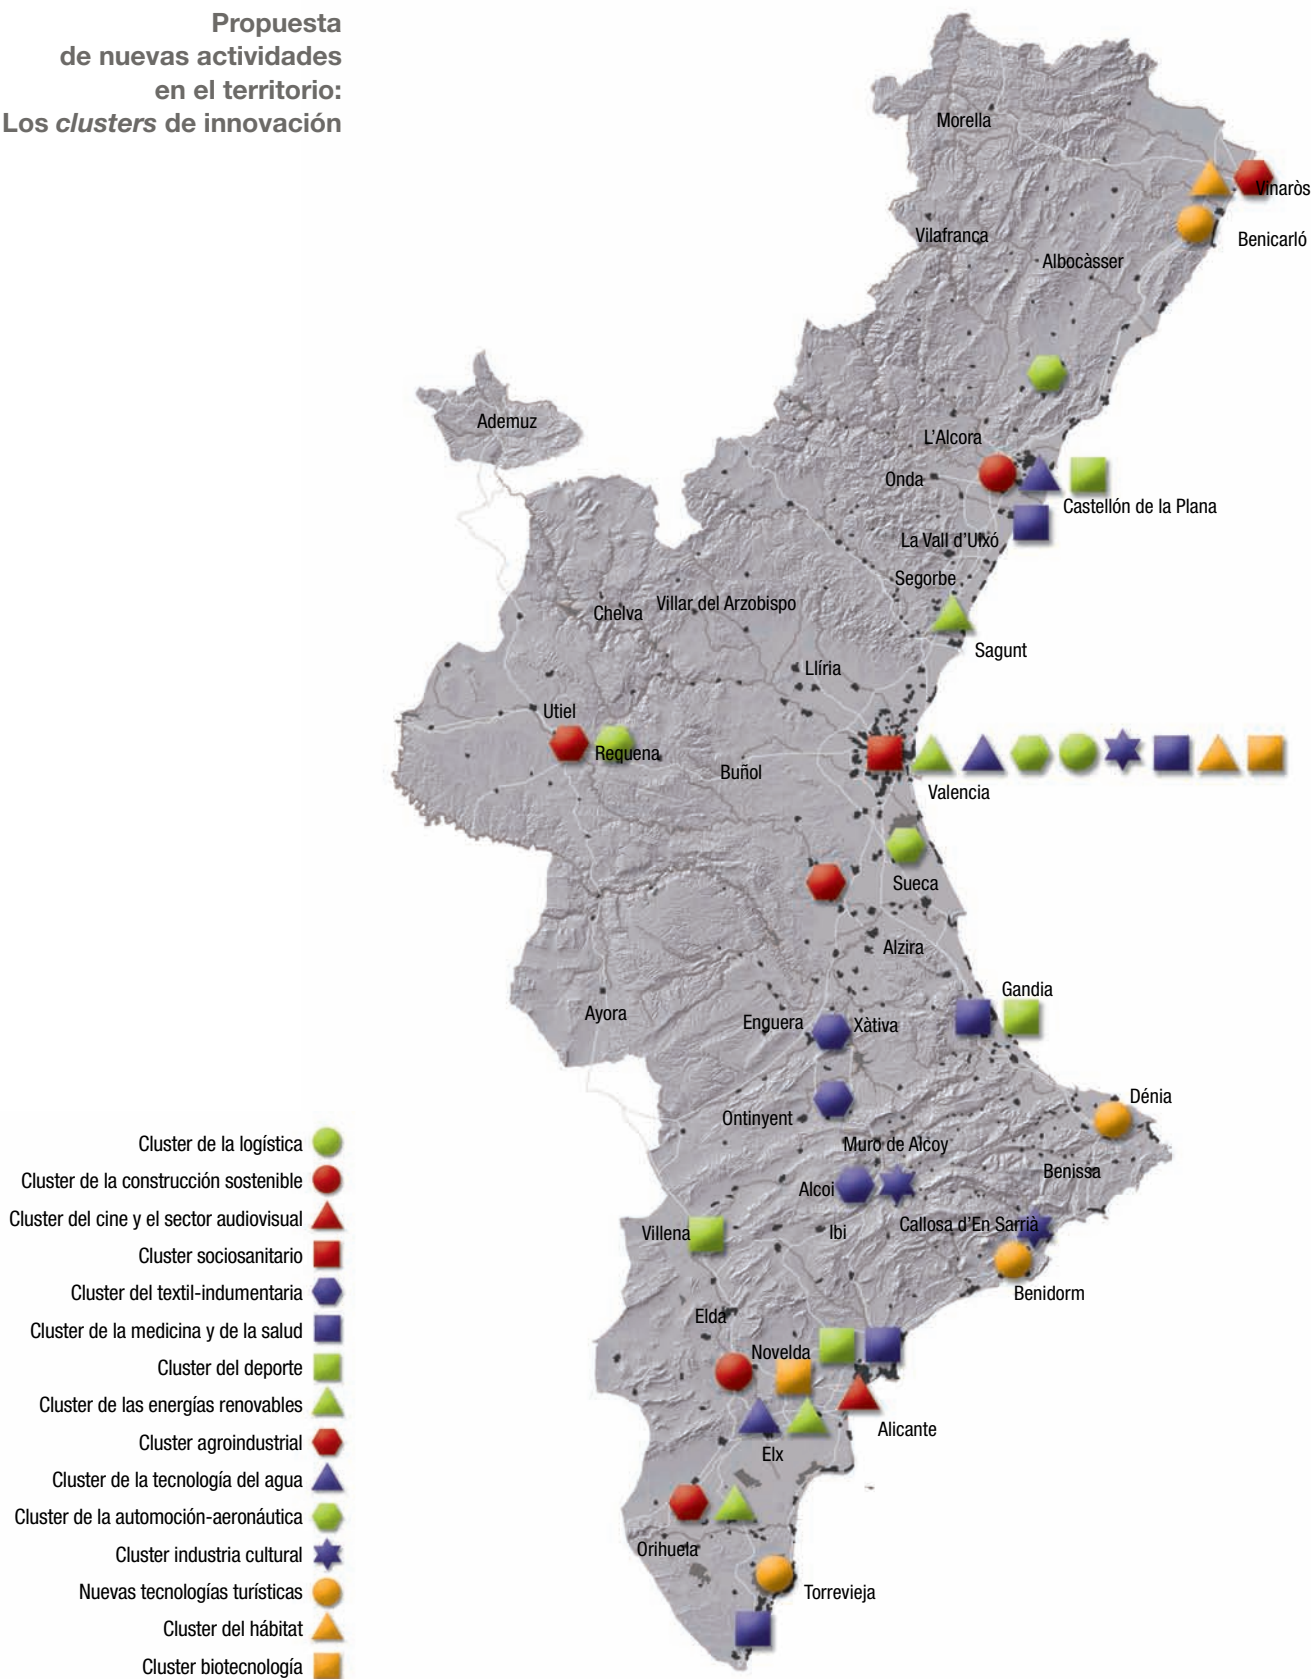 Propuesta
de nuevas actividades
en el territorio:
Los clusters de innovación
Morella
Vinaròs
Benicarló
Vilafranca
Albocàsser
Ademuz
L'Alcora
Onda
Castellón de la Plana
La Vall d'Uixó
Segorbe
Chelva
Villar del Arzobispo
Sagunt
Llíria
Utiel
Requena
Buñol
Valencia
Sueca
Alzira
Gandia
Ayora
Enguera
Xàtiva
Dénia
Ontinyent
Muro de Alcoy
Benissa
Alcoi
Callosa d'En Sarrià
Villena
Ibi
Benidorm
Elda
Novelda
Alicante
Elx
Orihuela
Torrevieja
Cluster de la logística
Cluster de la construcción sostenible
Cluster del cine y el sector audiovisual
Cluster sociosanitario
Cluster del textil-indumentaria
Cluster de la medicina y de la salud
Cluster del deporte
Cluster de las energías renovables
Cluster agroindustrial
Cluster de la tecnología del agua
Cluster de la automoción-aeronáutica
Cluster industria cultural
Nuevas tecnologías turísticas
Cluster del hábitat
Cluster biotecnología